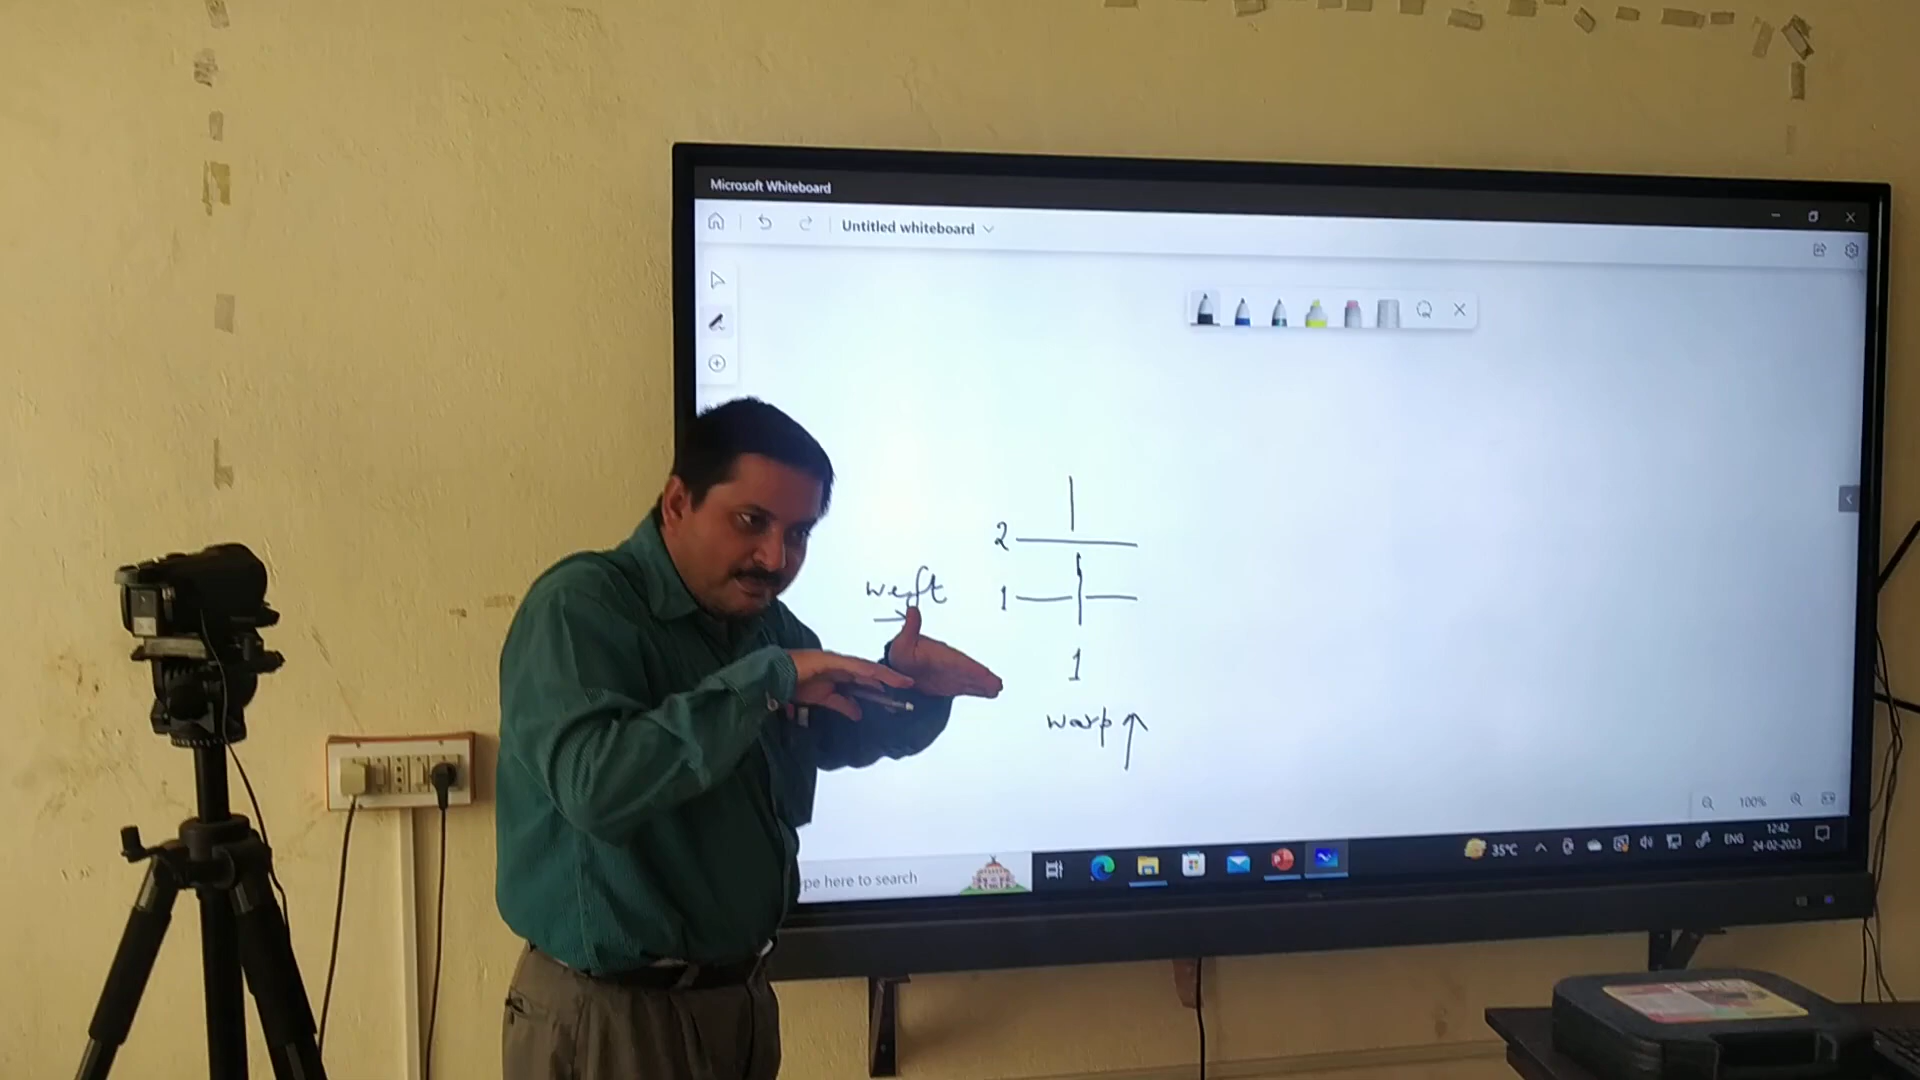 Microsoft Whiteboard
Untitled whiteboard
2
weft
1
1
warp
100%
pe here to search
35°C
ENG
12:42
24-02-2023